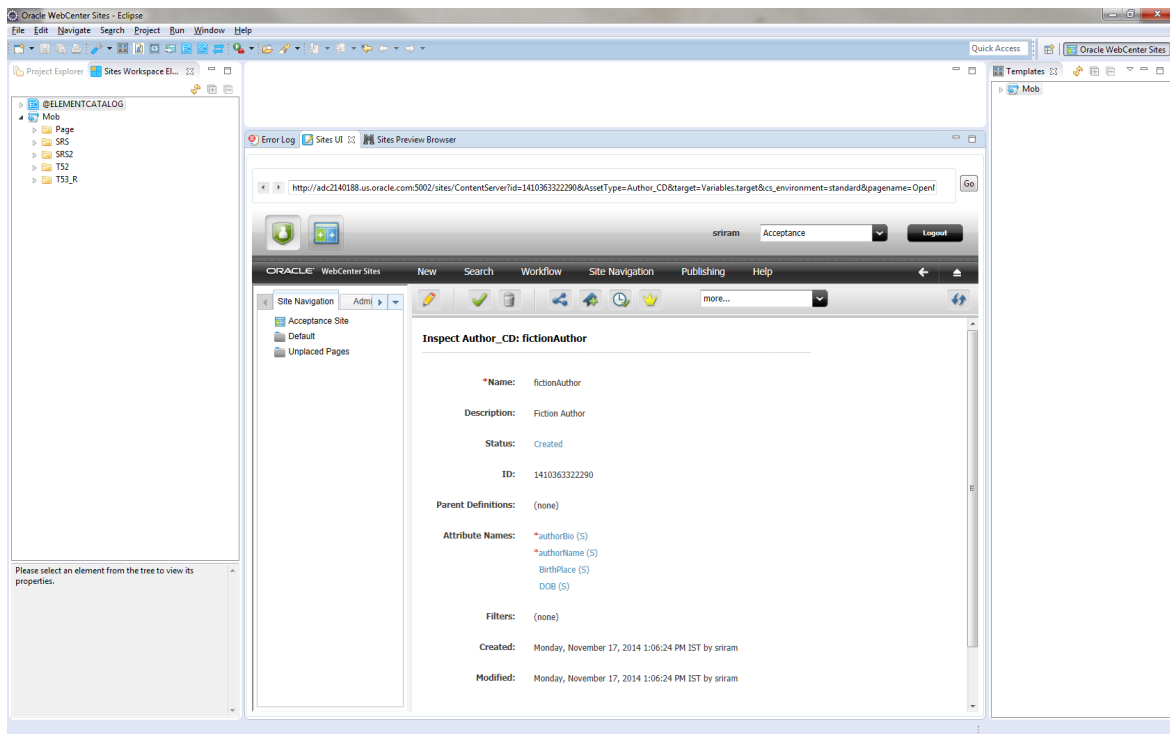 Oracle WebCenter Sites - Eclipse
File Edit Navigate Search Project Run Window Help
Quick Access
Oracle WebCenter Sites
Project Explorer
Sites Workspace El...
@ELEMENTCATALOG
Mob
Page
SRS
SRS2
T52
T53_R
Please select an element from the tree to view its
properties.
Error Log
Sites UI
Sites Preview Browser
http://adc2140188.us.oracle.com:5002/sites/ContentServer?id=1410363322290&AssetType=Author_CD&target=Variables.target&cs_environment=standard&pagename=Open
Go
sriram
Acceptance
Logout
ORACLE WebCenter Sites
New Search Workflow Site Navigation Publishing Help
Site Navigation
Admi
Acceptance Site
Default
Unplaced Pages
more...
Inspect Author_CD: fictionAuthor
*Name: fictionAuthor
Description: Fiction Author
Status: Created
ID: 1410363322290
Parent Definitions: (none)
Attribute Names: *authorBio (S)
*authorName (S)
BirthPlace (S)
DOB (S)
Filters: (none)
Created: Monday, November 17, 2014 1:06:24 PM IST by sriram
Modified: Monday, November 17, 2014 1:06:24 PM IST by sriram
Templates
Mob